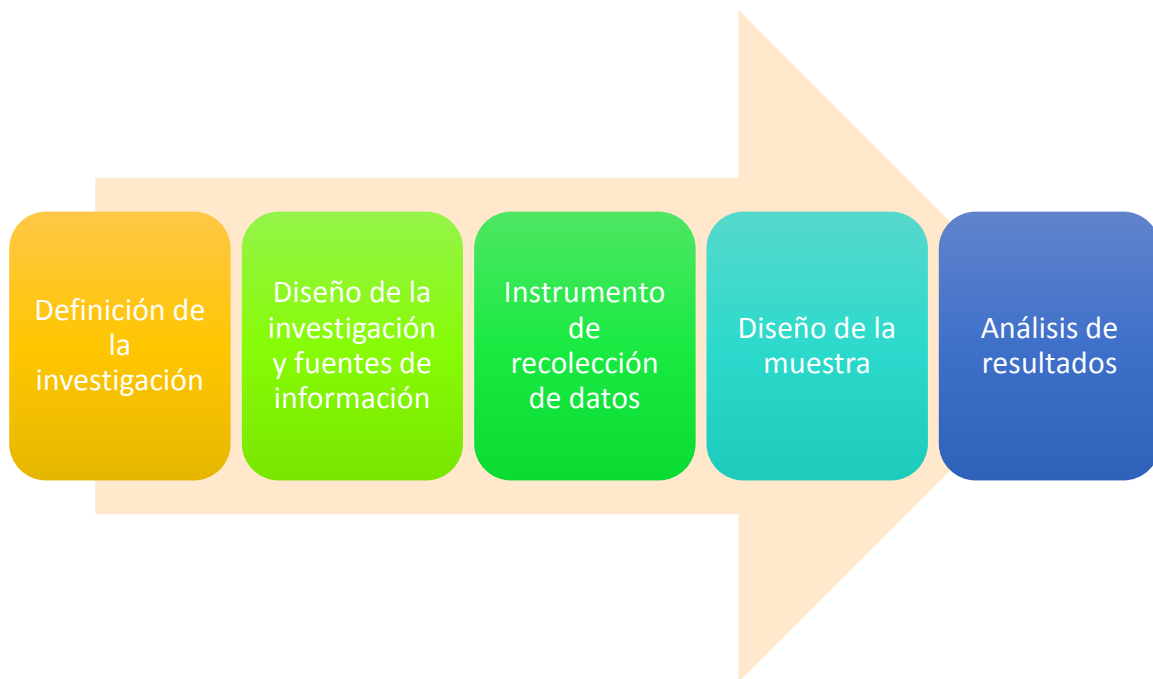 Definición de
la
investigación
Diseño de la
investigación
y fuentes de
información
Instrumento
de
recolección
de datos
Diseño de la
muestra
Análisis de
resultados